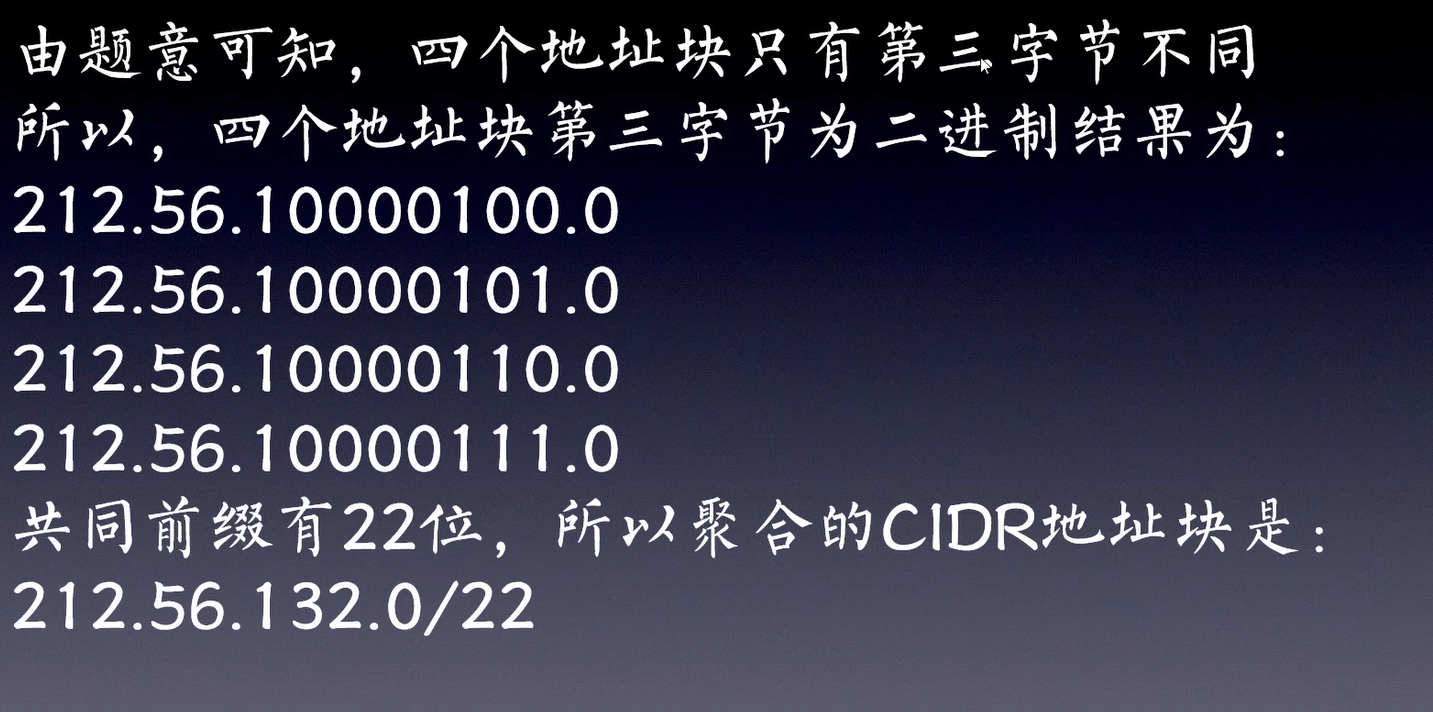 由题意可知，四个地址块只有第三字节不同
所以，四个地址块第三字节为二进制结果为：
212.56.10000100.0
212.56.10000101.0
212.56.10000110.0
212.56.10000111.0
共同前缀有22位，所以聚合的CIDR地址块是：
212.56.132.0/22